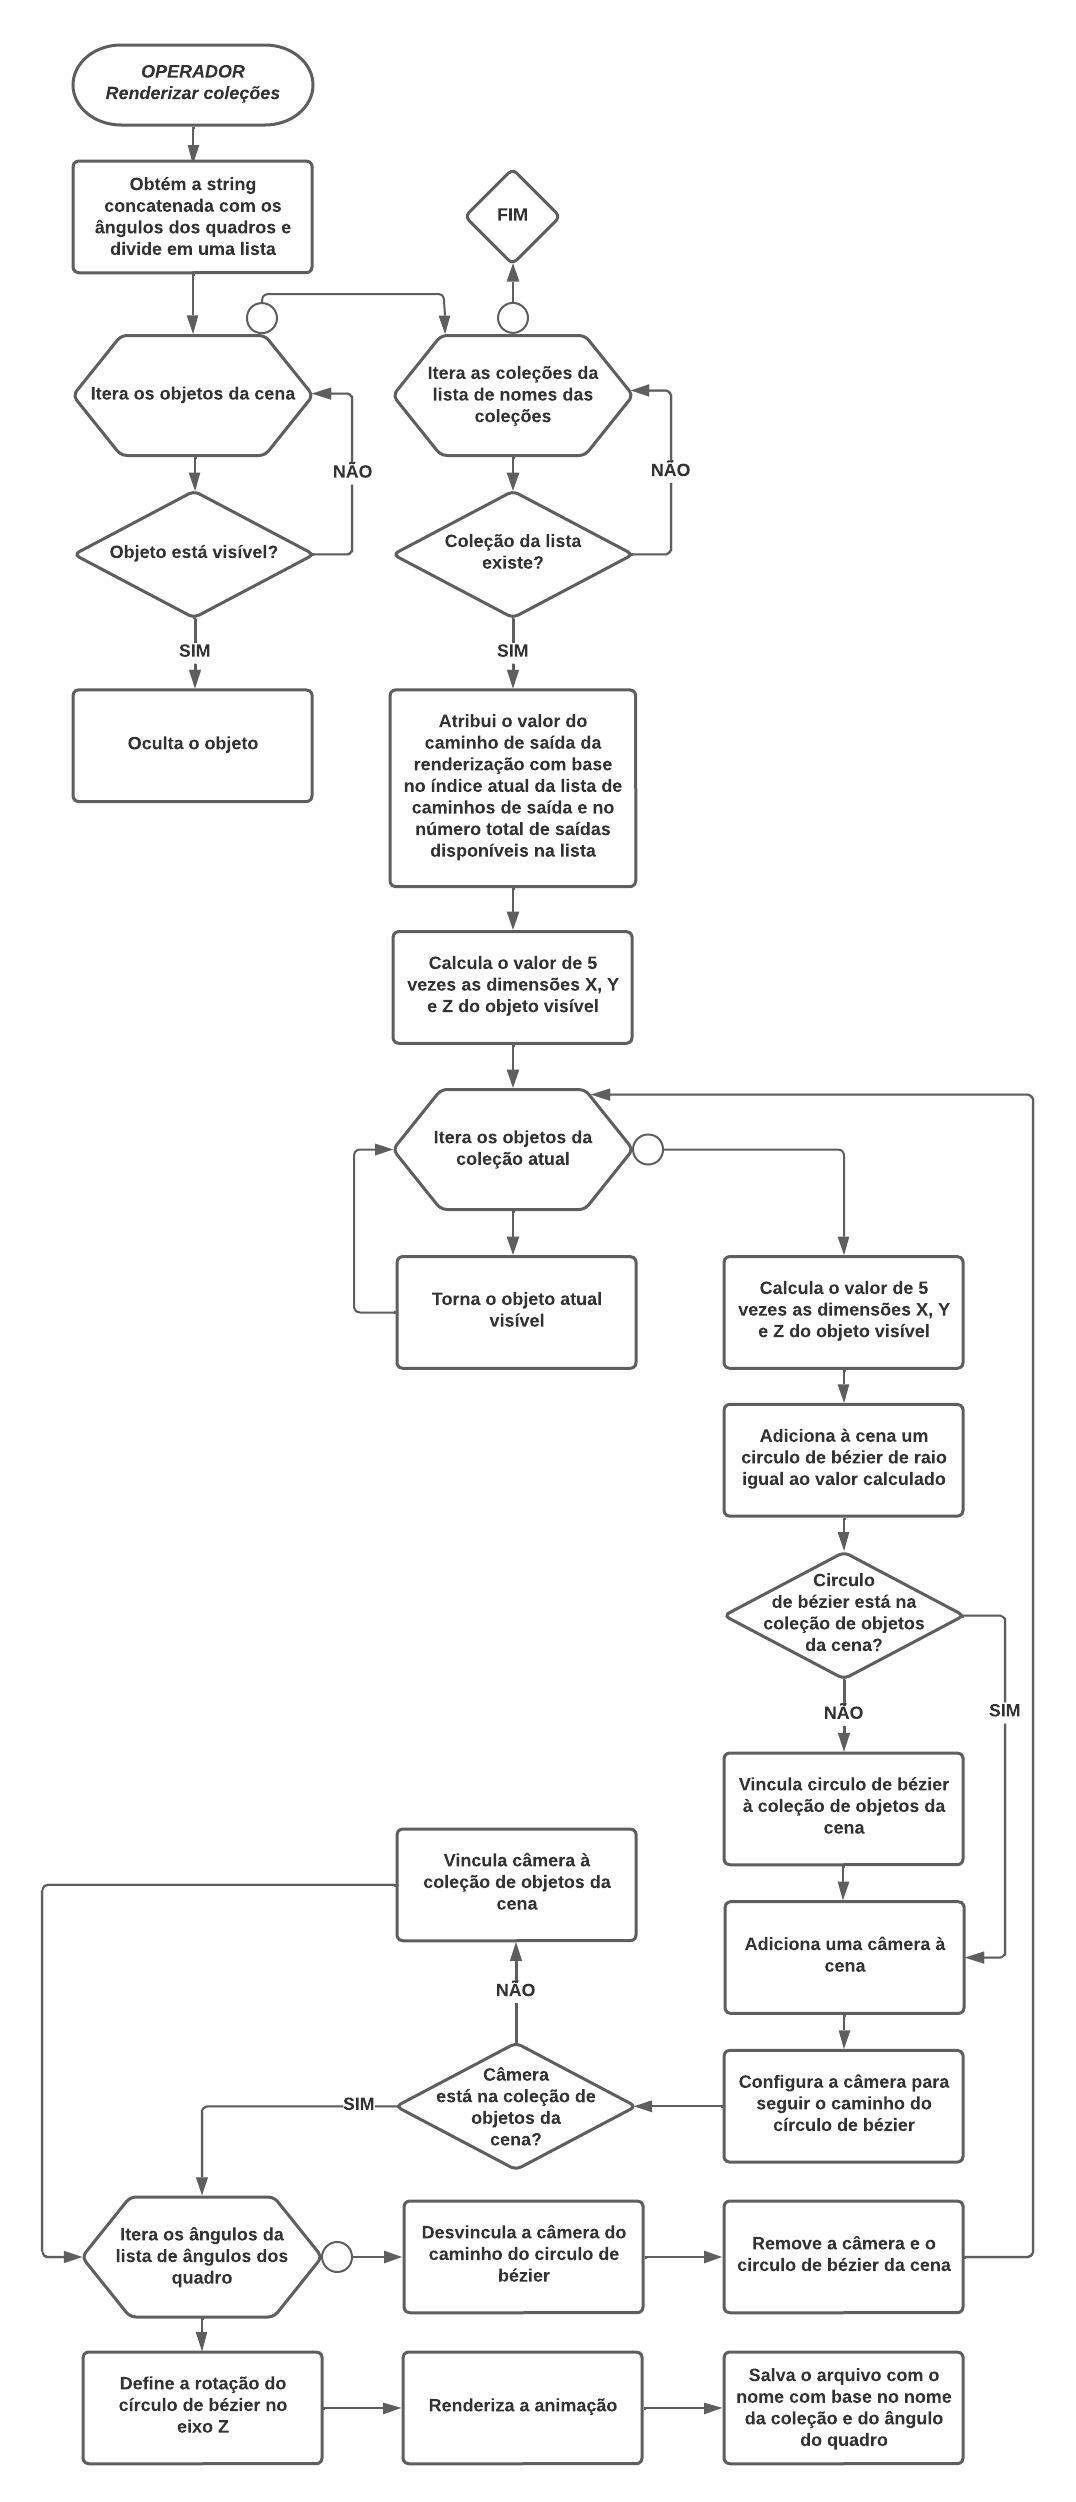 OPERADOR
Renderizar coleções
Obtém a string
concatenada com os
ângulos dos quadros e
divide em uma lista
FIM
Itera os objetos da cena
Itera as coleções da
lista de nomes das
coleções
NÃO
NÃO
Objeto está visível?
Coleção da lista
existe?
SIM
SIM
Oculta o objeto
Atribui o valor do
caminho de saída da
renderização com base
no índice atual da lista de
caminhos de saída e no
número total de saídas
disponíveis na lista
Calcula o valor de 5
vezes as dimensões X, Y
e Z do objeto visível
Itera os objetos da
coleção atual
Torna o objeto atual
visível
Calcula o valor de 5
vezes as dimensões X, Y
e Z do objeto visível
Adiciona à cena um
circulo de bézier de raio
igual ao valor calculado
Circulo
de bézier está na
coleção de objetos
da cena?
NÃO
SIM
Vincula circulo de bézier
à coleção de objetos da
cena
Vincula câmera à
coleção de objetos da
cena
Adiciona uma câmera à
cena
NÃO
Configura a câmera para
seguir o caminho do
círculo de bézier
Câmera
está na coleção de
objetos da
cena?
SIM
Itera os ângulos da
lista de ângulos dos
quadro
Desvincula a câmera do
caminho do circulo de
bézier
Remove a câmera e o
circulo de bézier da cena
Define a rotação do
círculo de bézier no
eixo Z
Renderiza a animação
Salva o arquivo com o
nome com base no nome
da coleção e do ângulo
do quadro